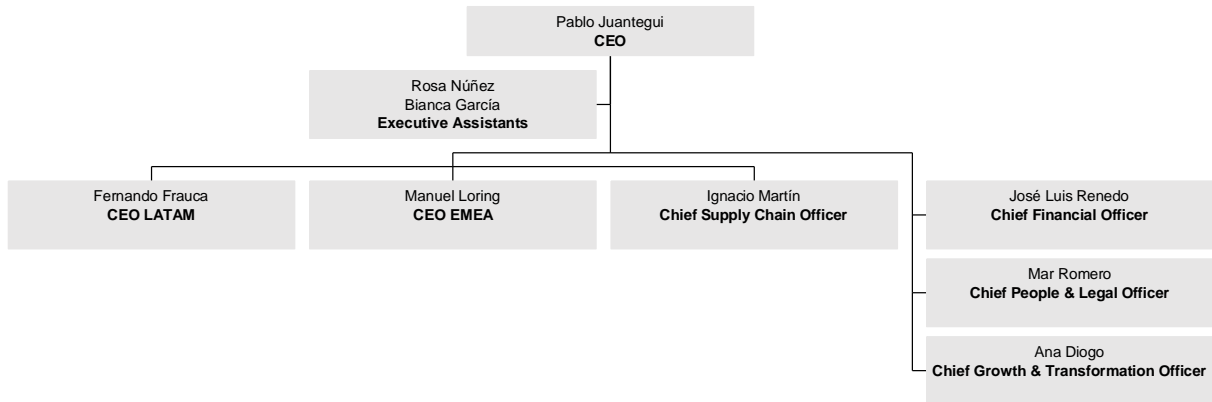 Pablo Juantegui
CEO
Rosa Núñez
Bianca García
Executive Assistants
Fernando Frauca
CEO LATAM
Manuel Loring
CEO EMEA
Ignacio Martín
Chief Supply Chain Officer
José Luis Renedo
Chief Financial Officer
Mar Romero
Chief People & Legal Officer
Ana Diogo
Chief Growth & Transformation Officer